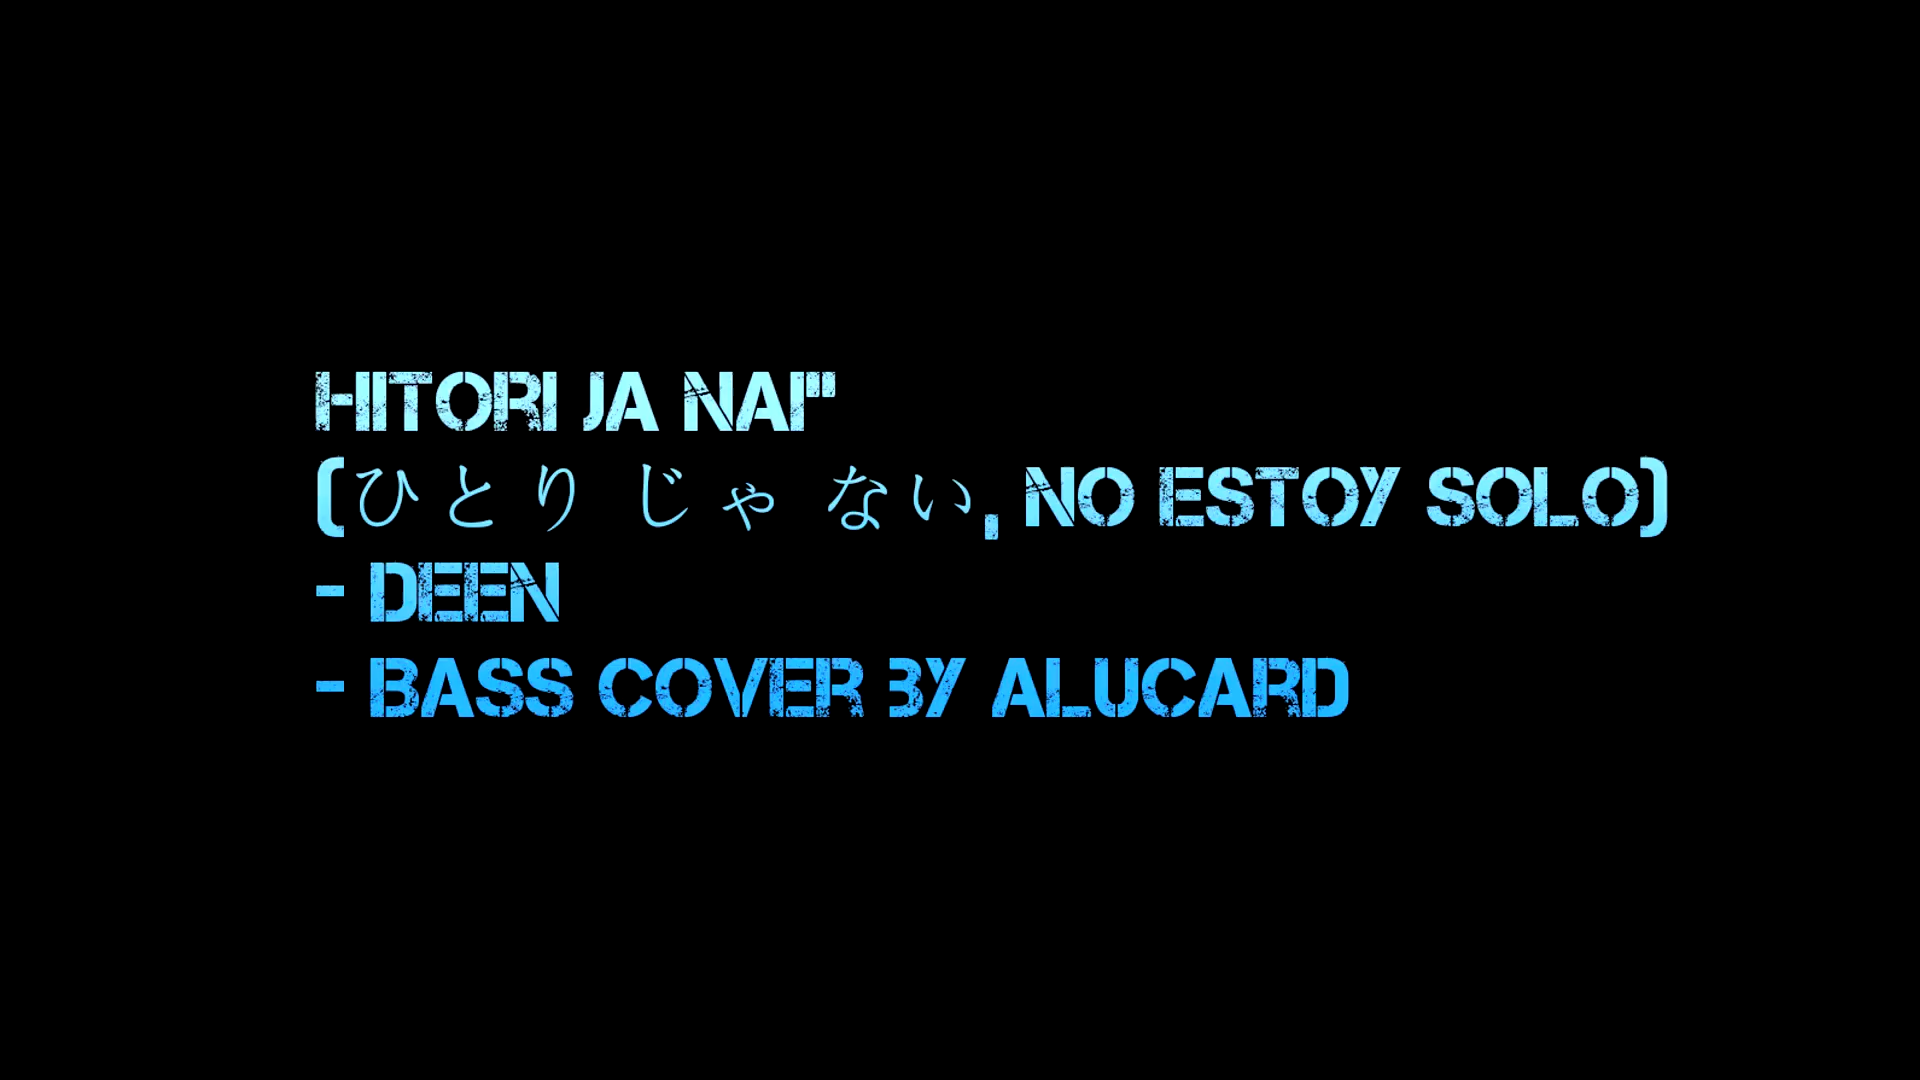 HITORI JA NAI"
(ひとり じゃ ない, NO ESTOY SOLO)
- DEEN
- BASS COVER BY ALUCARD